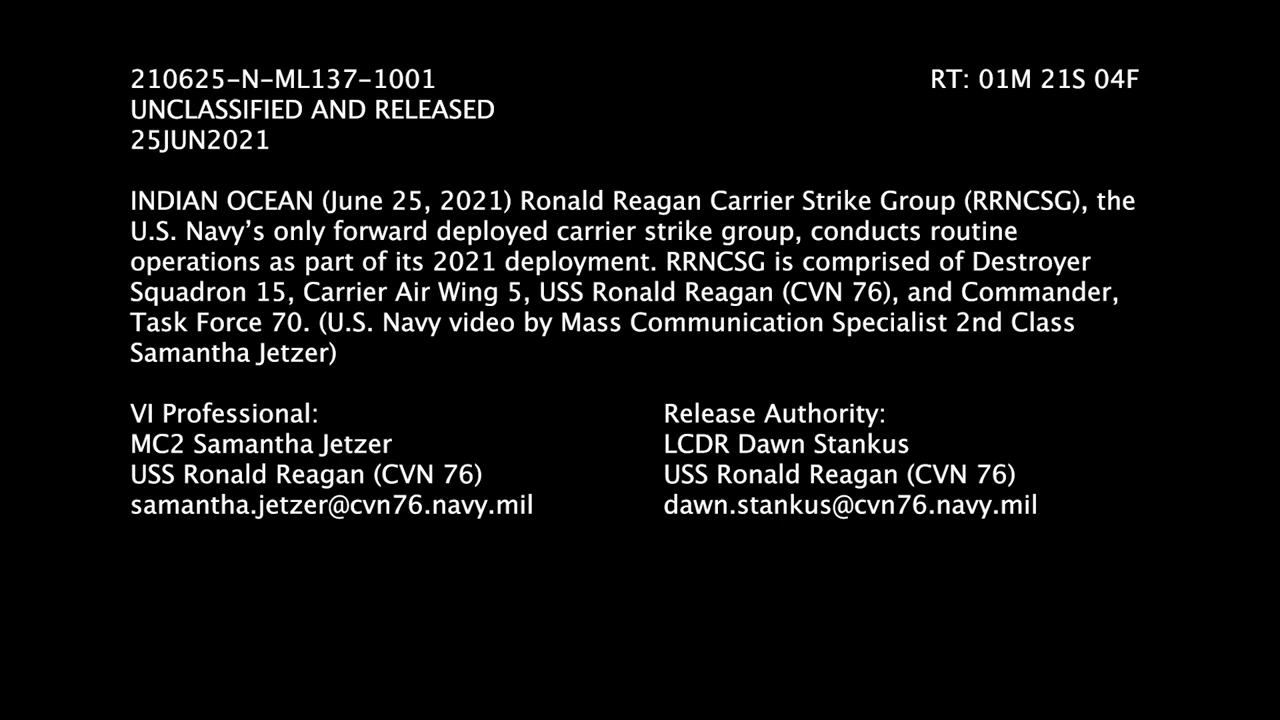 210625-N-ML137-1001
RT: 01M 21S 04F
UNCLASSIFIED AND RELEASED
25JUN2021
INDIAN OCEAN (June 25, 2021) Ronald Reagan Carrier Strike Group (RRNCSG), the
U.S. Navy’s only forward deployed carrier strike group, conducts routine
operations as part of its 2021 deployment. RRNCSG is comprised of Destroyer
Squadron 15, Carrier Air Wing 5, USS Ronald Reagan (CVN 76), and Commander,
Task Force 70. (U.S. Navy video by Mass Communication Specialist 2nd Class
Samantha Jetzer)
VI Professional:
MC2 Samantha Jetzer
USS Ronald Reagan (CVN 76)
samantha.jetzer@cvn76.navy.mil
Release Authority:
LCDR Dawn Stankus
USS Ronald Reagan (CVN 76)
dawn.stankus@cvn76.navy.mil